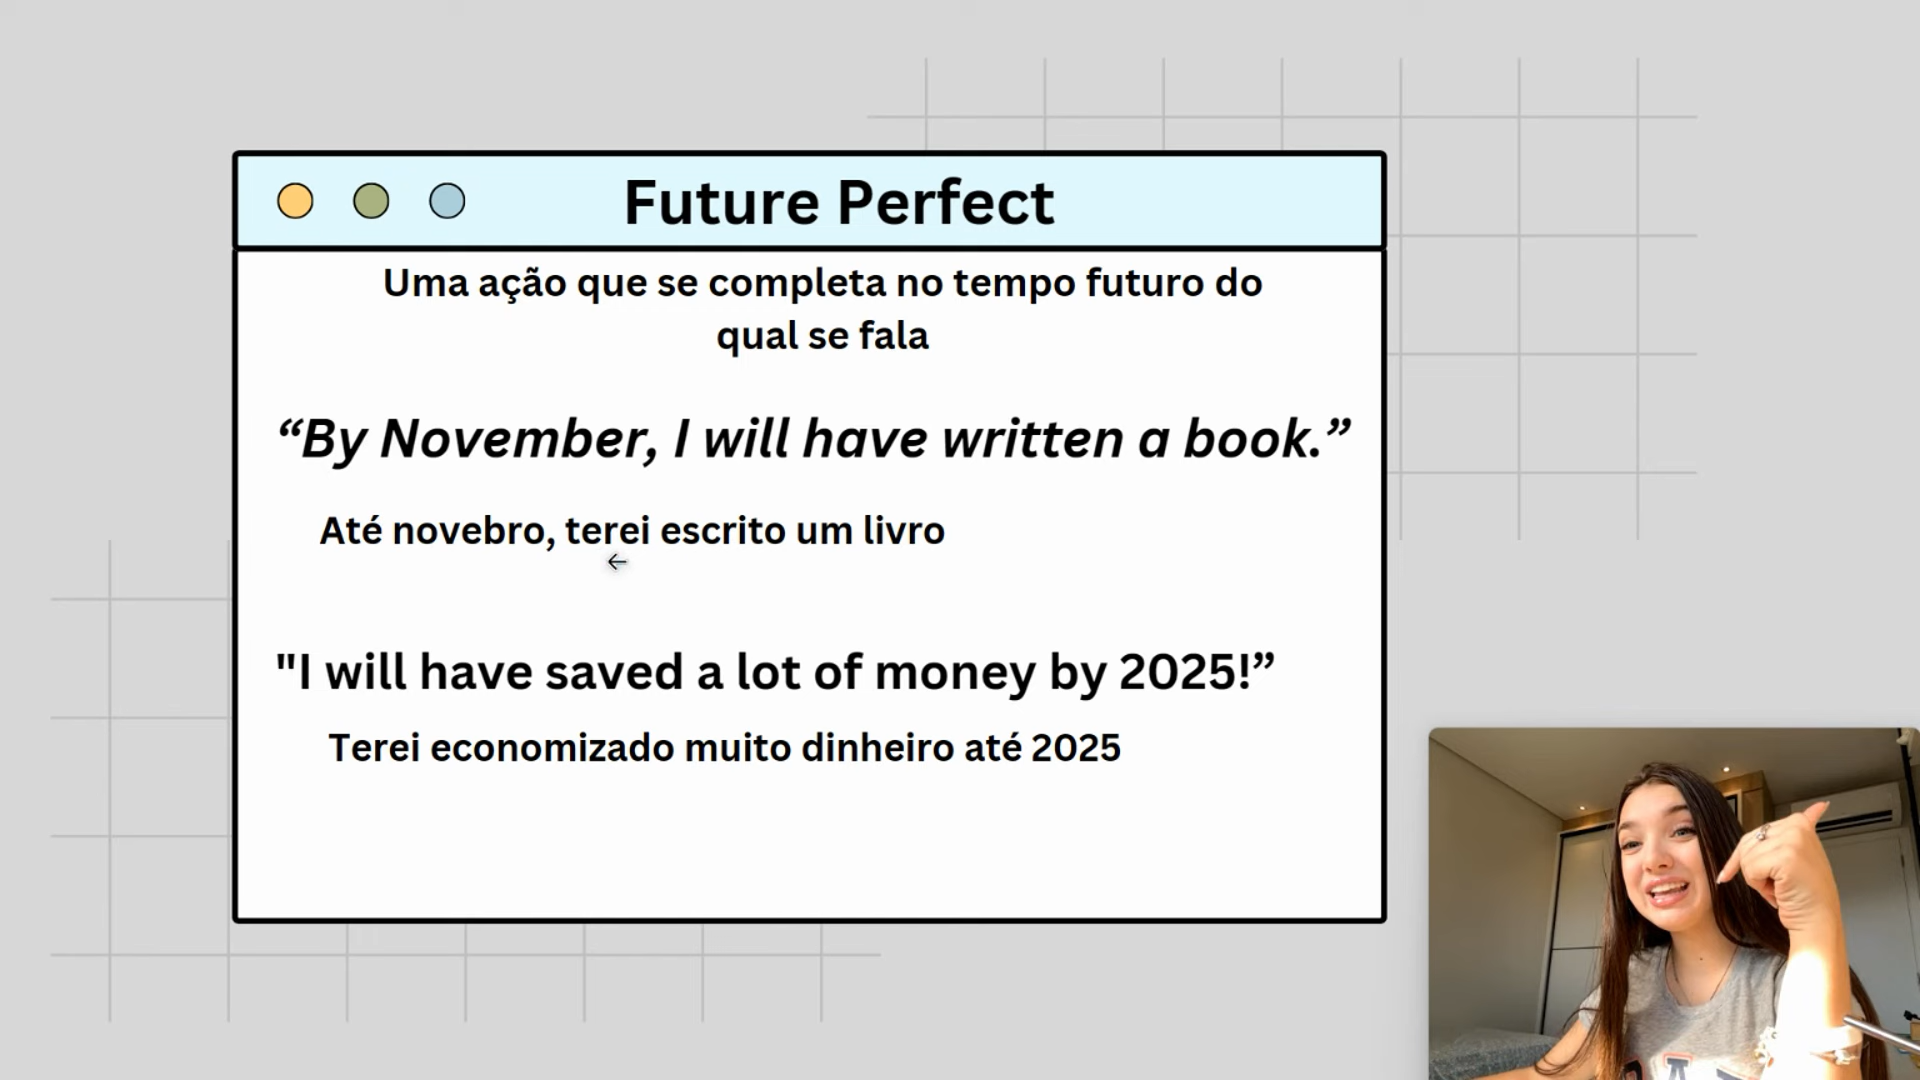 Future Perfect
Uma ação que se completa no tempo futuro do
qual se fala
“By November, I will have written a book.”
Até novebro, terei escrito um livro
"I will have saved a lot of money by 2025!”
Terei economizado muito dinheiro até 2025